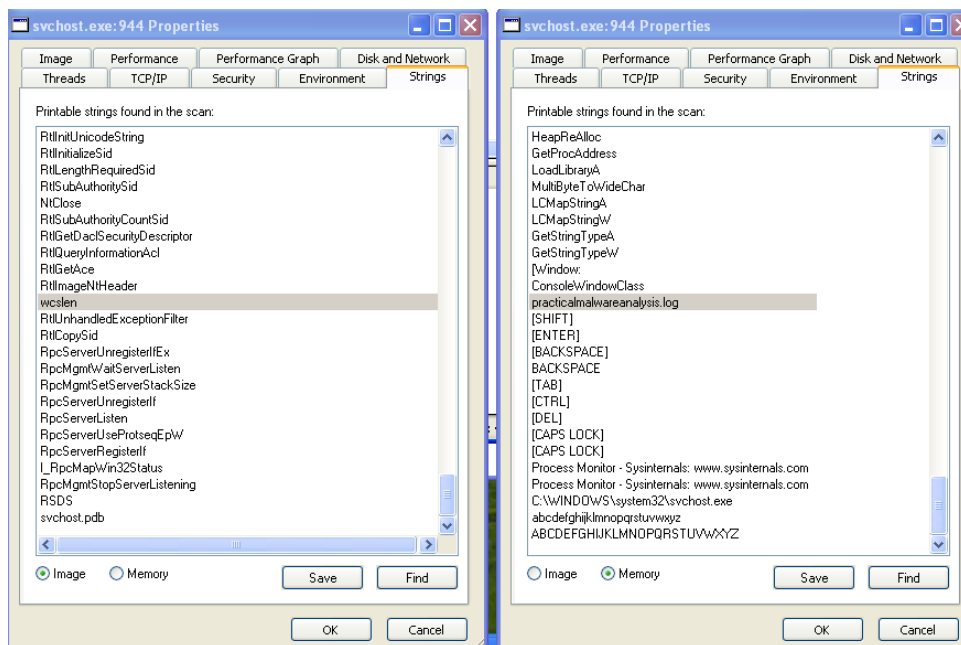 svchost.exe:944 Properties
Image Performance Performance Graph Disk and Network
Threads TCP/IP Security Environment Strings
Printable strings found in the scan:
RtlInitUnicodeString
RtlInitializeSid
RtlLengthRequiredSid
RtlSubAuthoritySid
NtClose
RtlSubAuthorityCountSid
RtlGetDaclSecurityDescriptor
RtlQueryInformationAcl
RtlGetAce
RtlImageNtHeader
wcslen
RtlUnhandledExceptionFilter
RtlCopySid
RpcServerUnregisterIfEx
RpcMgmtWaitServerListen
RpcMgmtSetServerStackSize
RpcServerUnregisterIf
RpcServerListen
RpcServerUseProtseqEpW
RpcServerRegisterIf
I_RpcMapWin32Status
RpcMgmtStopServerListening
RSDS
svchost.pdb
Image Memory Save Find
OK Cancel
svchost.exe:944 Properties
Image Performance Performance Graph Disk and Network
Threads TCP/IP Security Environment Strings
Printable strings found in the scan:
HeapReAlloc
GetProcAddress
LoadLibraryA
MultiByteToWideChar
LCMapStringA
LCMapStringW
GetStringTypeA
GetStringTypeW
[Window:
ConsoleWindowClass
practicalmalwareanalysis.log
[SHIFT]
[ENTER]
[BACKSPACE]
BACKSPACE
[TAB]
[CTRL]
[DEL]
[CAPS LOCK]
[CAPS LOCK]
Process Monitor - Sysinternals: www.sysinternals.com
Process Monitor - Sysinternals: www.sysinternals.com
C:\WINDOWS\system32\svchost.exe
abcdefghijklmnopqrstuvwxyz
ABCDEFGHIJKLMNOPQRSTUVWXYZ
Image Memory Save Find
OK Cancel